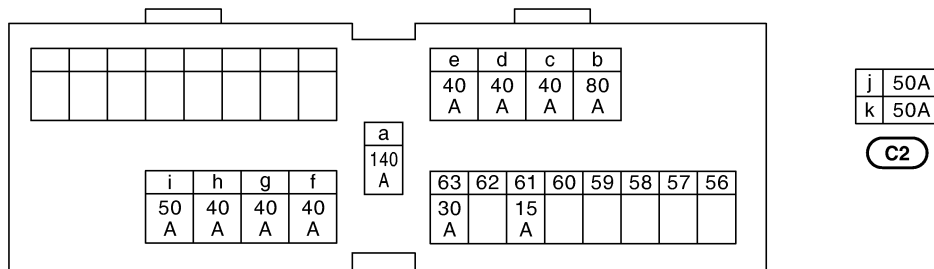 e d c b
40 A 40 A 40 A 80 A
j 50A
k 50A
C2
a
140 A
i h g f
50 A 40 A 40 A 40 A
63 62 61 60 59 58 57 56
30 A 15 A